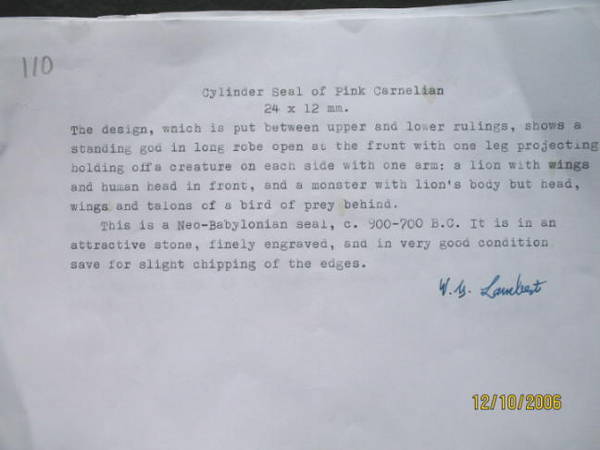 110
Cylinder Seal of Pink Carnelian
24 x 12 mm.
The design, which is put between upper and lower rulings, shows a
standing god in long robe open at the front with one leg projecting
holding off a creature on each side with one arm: a lion with wings
and human head in front, and a monster with lion's body but head,
wings and talons of a bird of prey behind.
This is a Neo-Babylonian seal, c. 900-700 B.C. It is in an
attractive stone, finely engraved, and in very good condition
save for slight chipping of the edges.
W. G. Lambert
12/10/2006